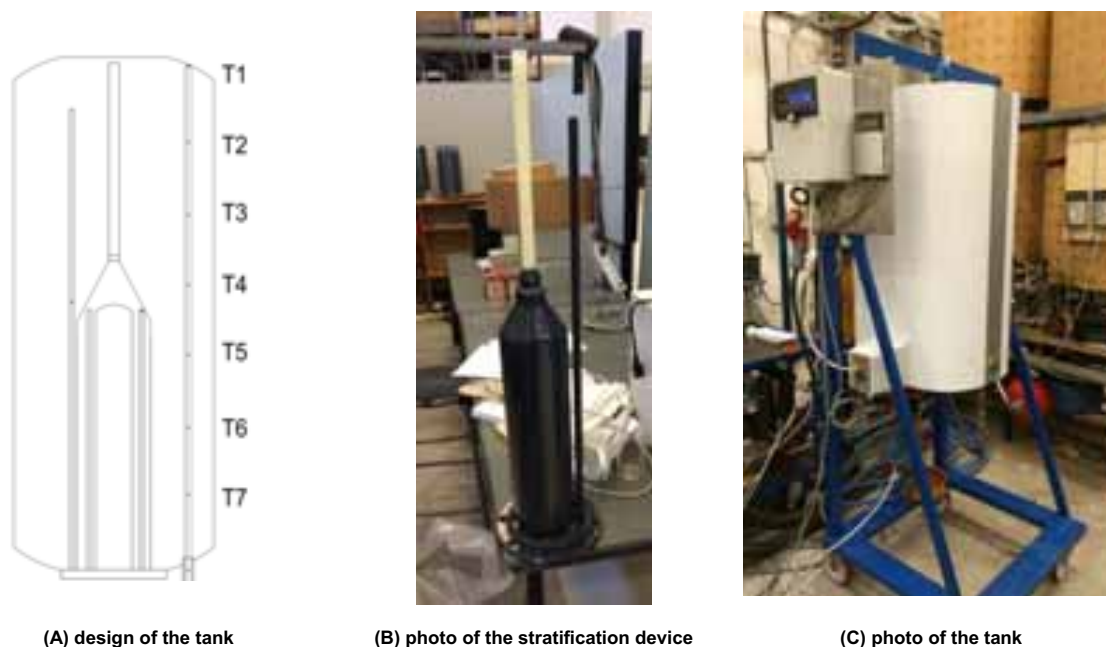 T1
T2
T3
T4
T5
T6
T7
(A) design of the tank
(B) photo of the stratification device
(C) photo of the tank